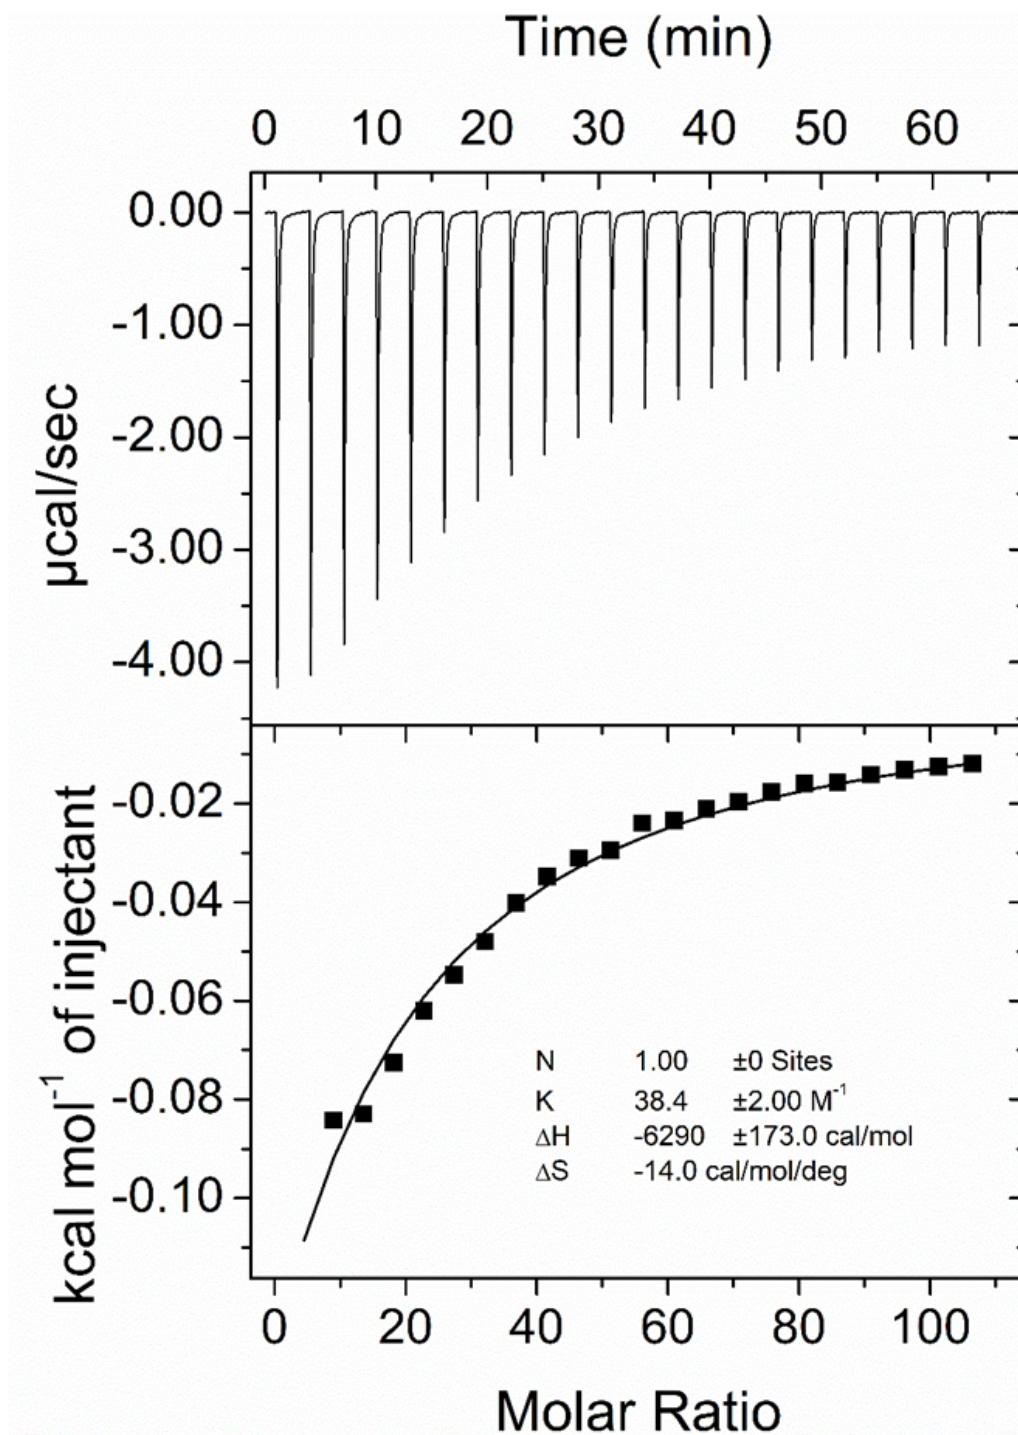 Time (min)
0 10 20 30 40 50 60
0.00
-1.00
-2.00
-3.00
-4.00
µcal/sec
-0.02
-0.04
-0.06
-0.08
-0.10
kcal mol⁻¹ of injectant
N 1.00 ±0 Sites
K 38.4 ±2.00 M⁻¹
ΔH -6290 ±173.0 cal/mol
ΔS -14.0 cal/mol/deg
0 20 40 60 80 100
Molar Ratio